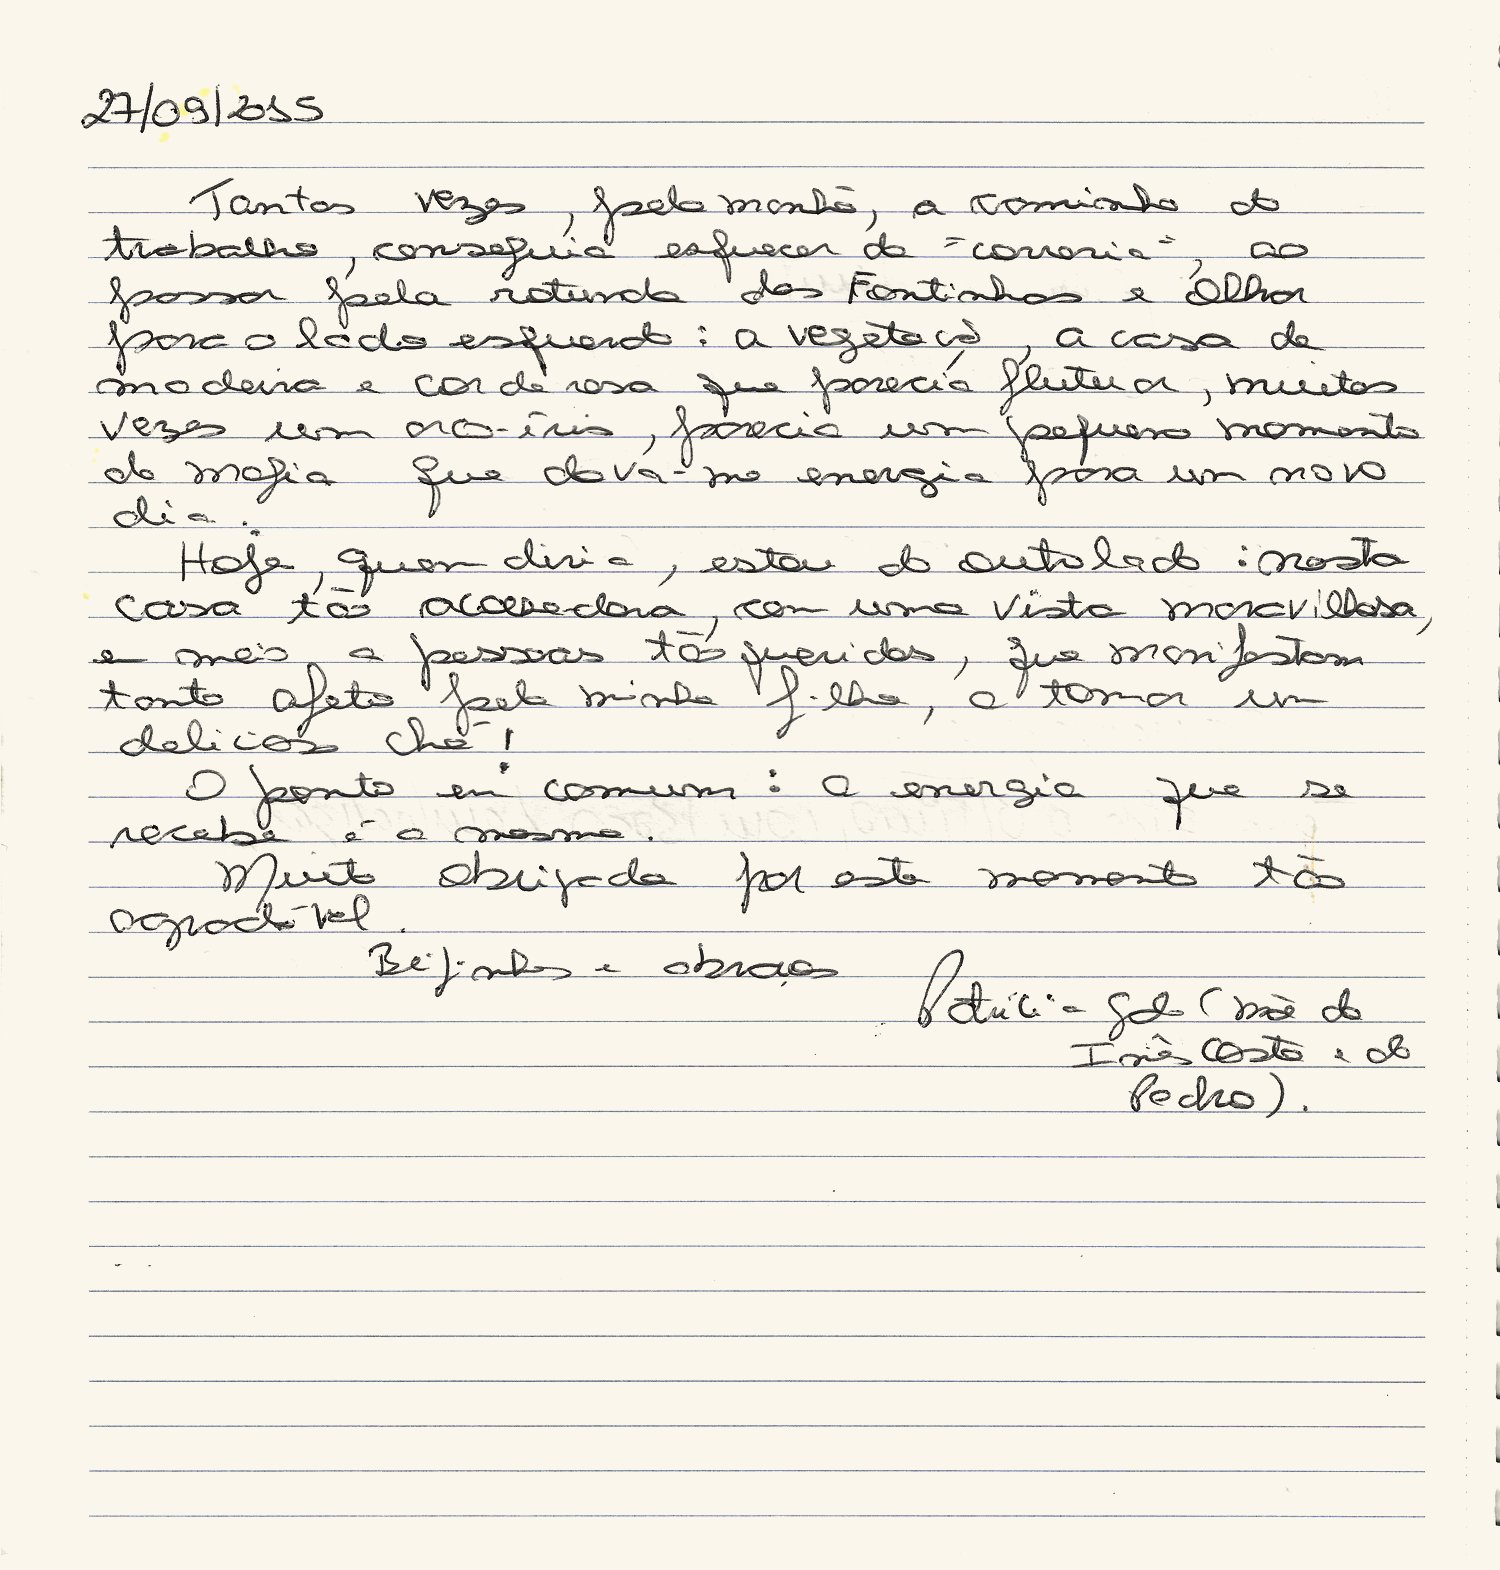 27/09/2015
Tantas vezes, pela manhã, a caminho do
trabalho, conseguia esquecer da "correria", ao
passar pela rotunda das Fontinhas e olhar
para o lado esquerdo: a vegetação, a casa de
madeira e cor de rosa que parecia flutuar, muitas
vezes um arco-íris, parecia um pequeno momento
de magia que dava-me energia para um novo
dia.
Hoje, quem diria, estou do outro lado: nesta
casa tão acolhedora, com uma vista maravilhosa,
e mais a pessoas tão queridas, que manifestam
tanto afeto pela minha filha, a tomar um
delicioso chá!
O ponto em comum: a energia que se
recebe é a mesma.
Muito obrigada por este momento tão
agradável.
Beijinhos e abraços
Patrícia (mãe da
Inês Costa e do
Pedro).